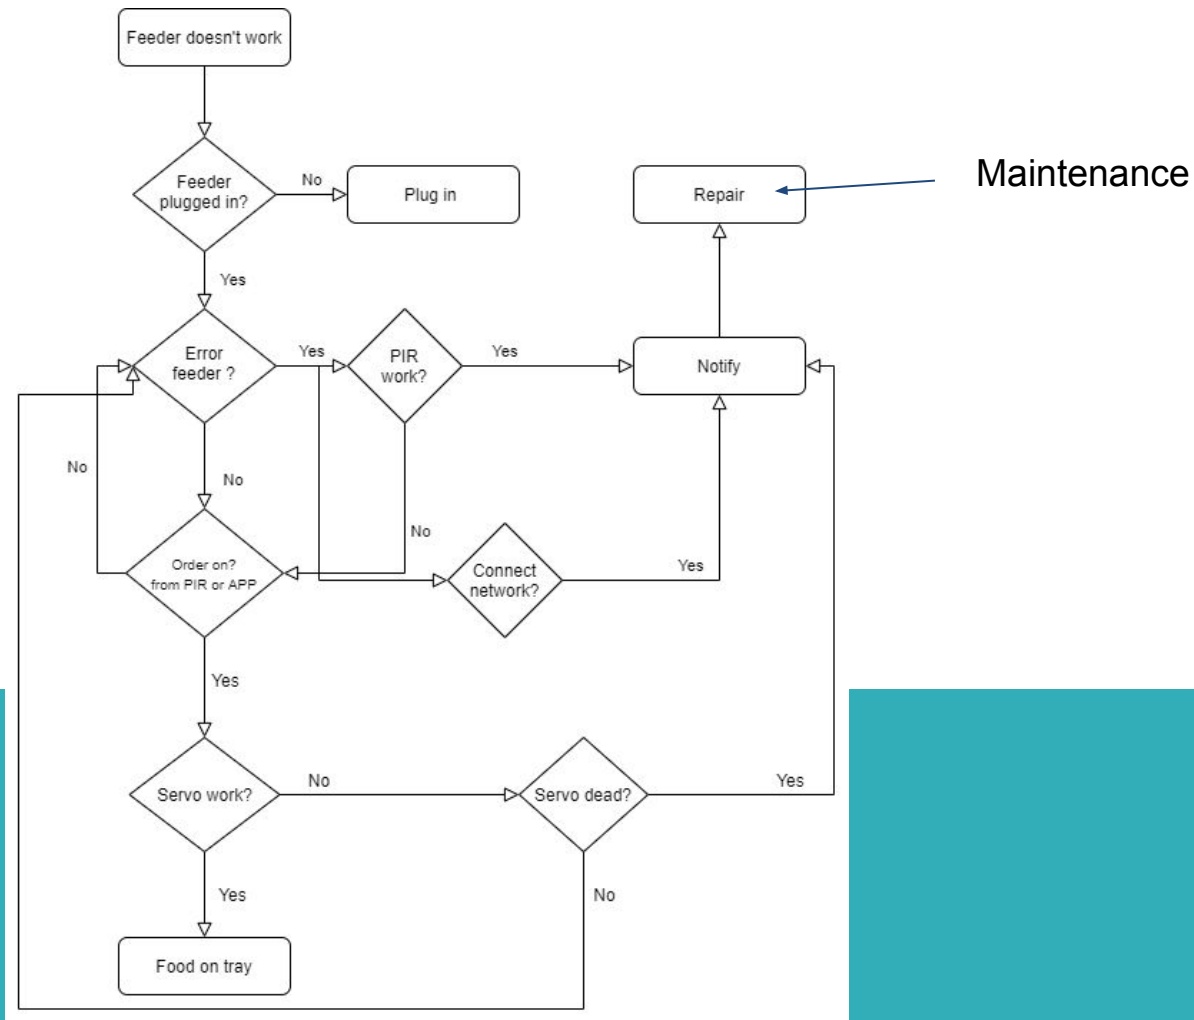 Feeder doesn't work
Feeder
plugged in?
No
Plug in
Repair
Maintenance
Yes
Error
feeder ?
Yes
PIR
work?
Yes
Notify
No
No
No
Order on?
from PIR or APP
Connect
network?
Yes
Yes
Servo work?
No
Servo dead?
Yes
Yes
No
Food on tray